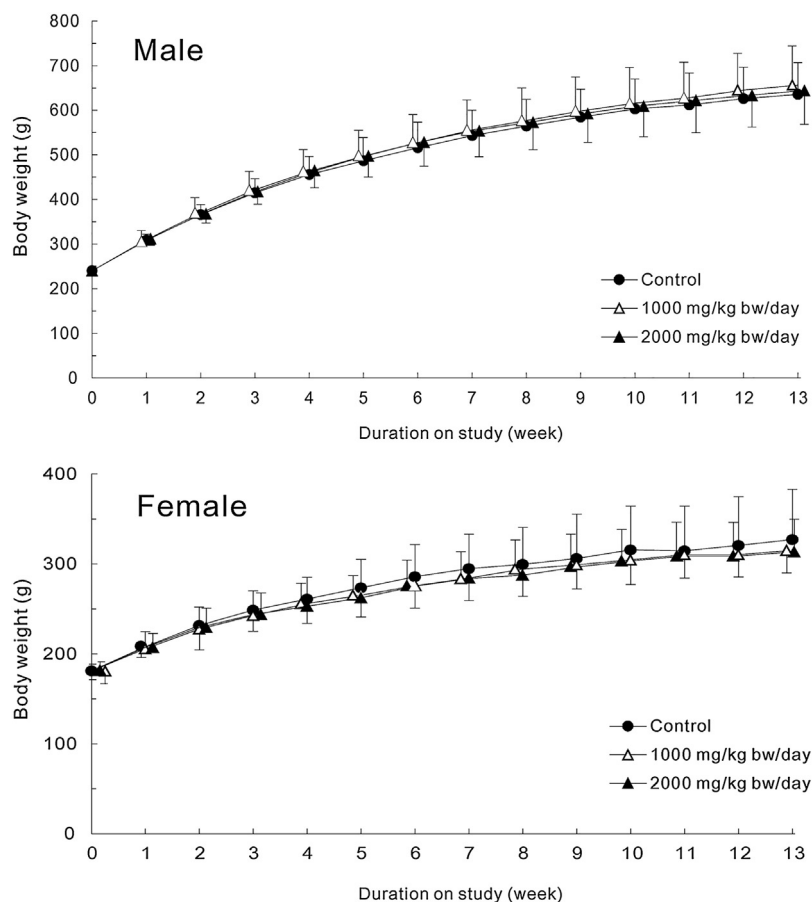 Male
Body weight (g)
800
700
600
500
400
300
200
100
0
Control
1000 mg/kg bw/day
2000 mg/kg bw/day
0 1 2 3 4 5 6 7 8 9 10 11 12 13
Duration on study (week)
Female
Body weight (g)
400
300
200
100
0
Control
1000 mg/kg bw/day
2000 mg/kg bw/day
0 1 2 3 4 5 6 7 8 9 10 11 12 13
Duration on study (week)